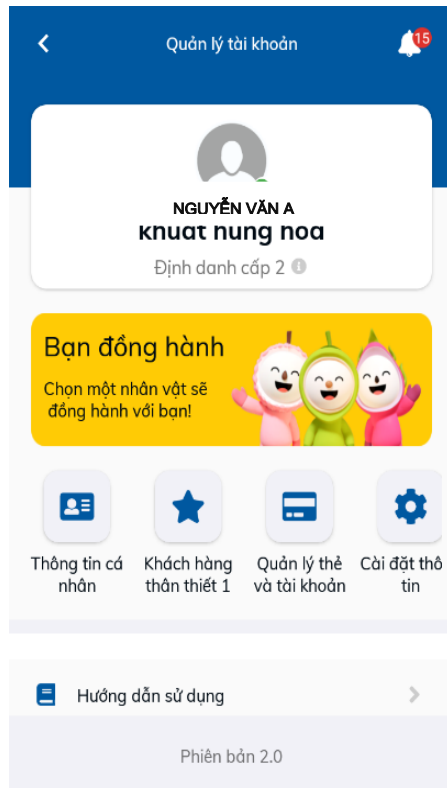 Quản lý tài khoản
15
NGUYỄN VĂN A
Định danh cấp 2
Bạn đồng hành
Chọn một nhân vật sẽ
đồng hành với bạn!
Thông tin cá Khách hàng Quản lý thẻ Cài đặt thô
nhân thân thiết 1 và tài khoản tin
Hướng dẫn sử dụng
Phiên bản 2.0